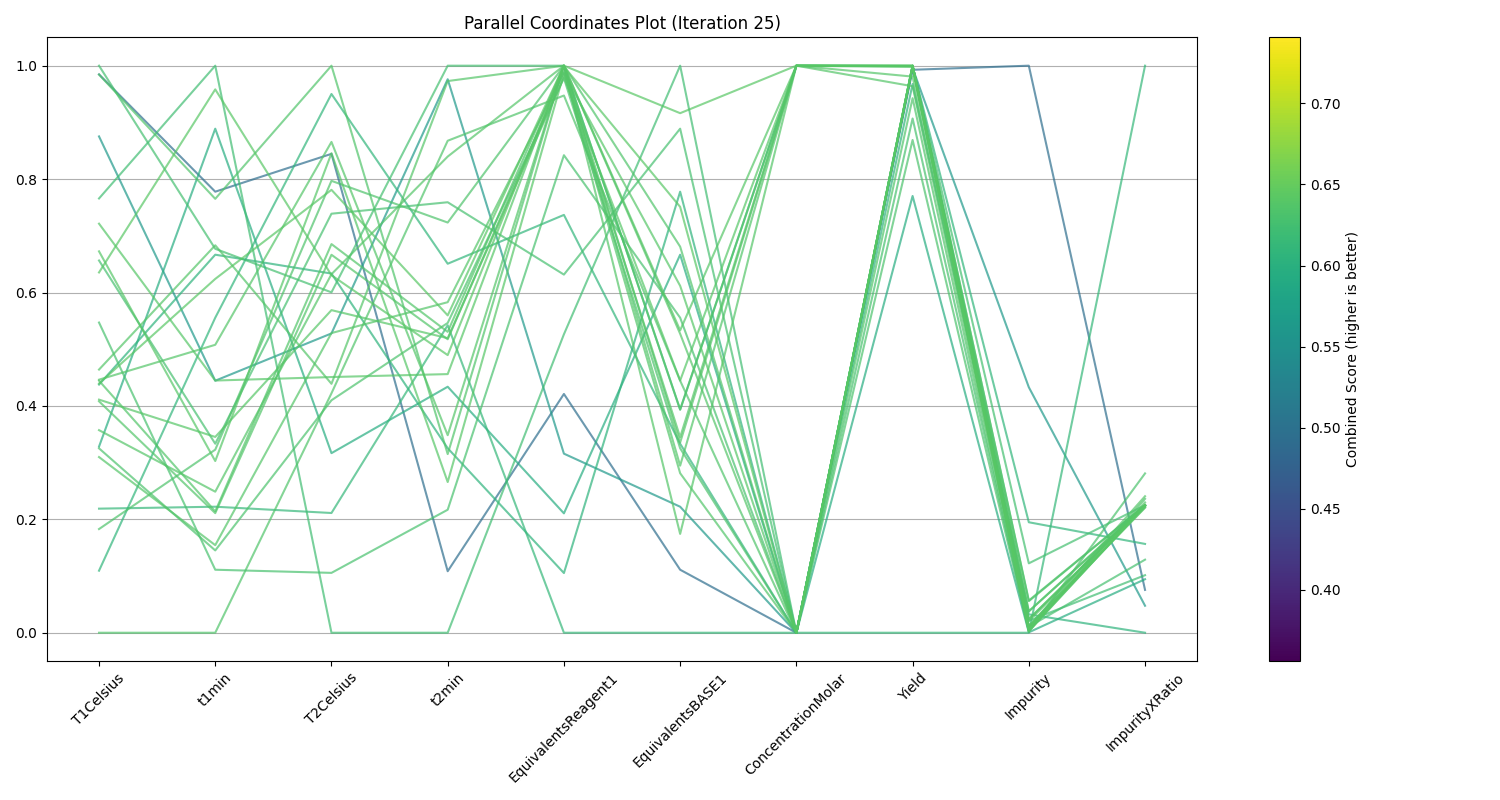 Parallel Coordinates Plot (Iteration 25)
1.0
0.8
0.6
0.4
0.2
0.0
T1Celsius
t1min
T2Celsius
t2min
EquivalentsReagent1
EquivalentsBASE1
ConcentrationMolar
Yield
Impurity
ImpurityXRatio
0.70
0.65
0.60
0.55
0.50
0.45
0.40
Combined Score (higher is better)